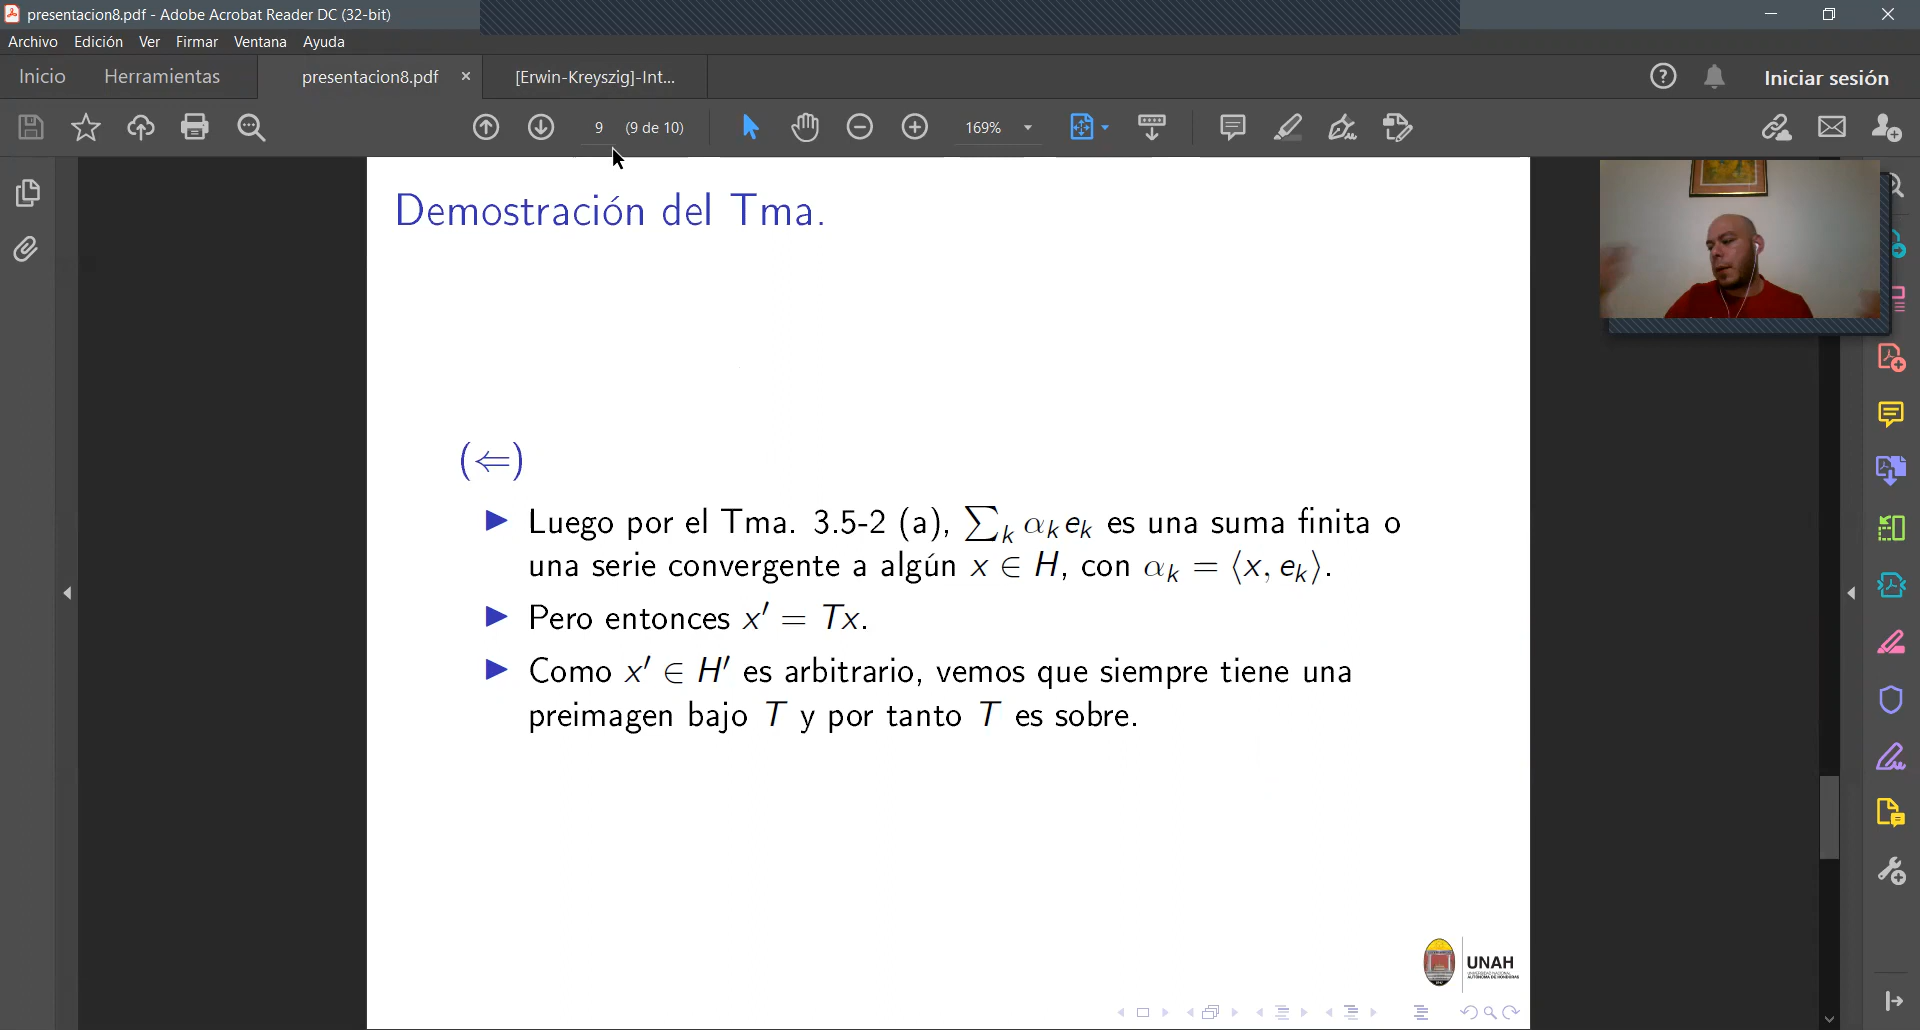 presentacion8.pdf - Adobe Acrobat Reader DC (32-bit)
Archivo Edición Ver Firmar Ventana Ayuda
Inicio Herramientas presentacion8.pdf × [Erwin-Kreyszig]-Int... Iniciar sesión
9 (9 de 10) 169%
Demostración del Tma.
(⇐)
Luego por el Tma. 3.5-2 (a), ∑ₖ αₖeₖ es una suma finita o
una serie convergente a algún x ∈ H, con αₖ = ⟨x, eₖ⟩.
Pero entonces x′ = Tx.
Como x′ ∈ H′ es arbitrario, vemos que siempre tiene una
preimagen bajo T y por tanto T es sobre.
UNAH